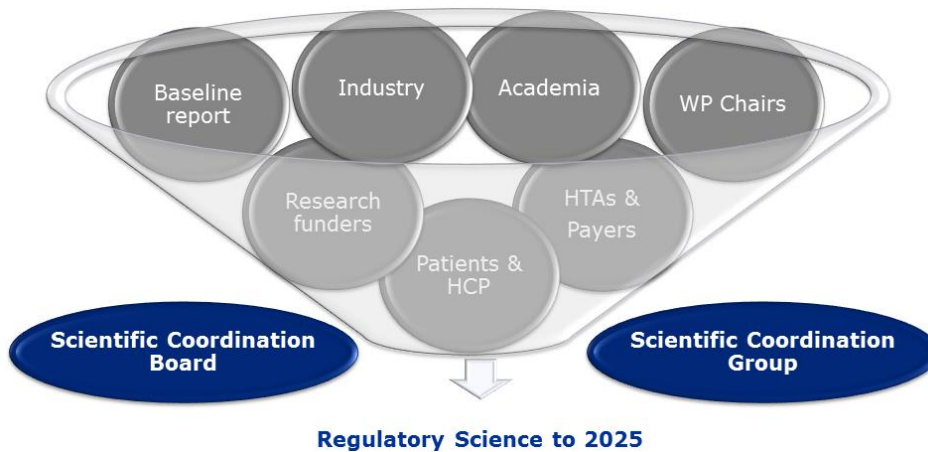 Baseline
report
Industry
Academia
WP Chairs
Research
funders
HTAs &
Payers
Patients &
HCP
Scientific Coordination
Board
Scientific Coordination
Group
Regulatory Science to 2025